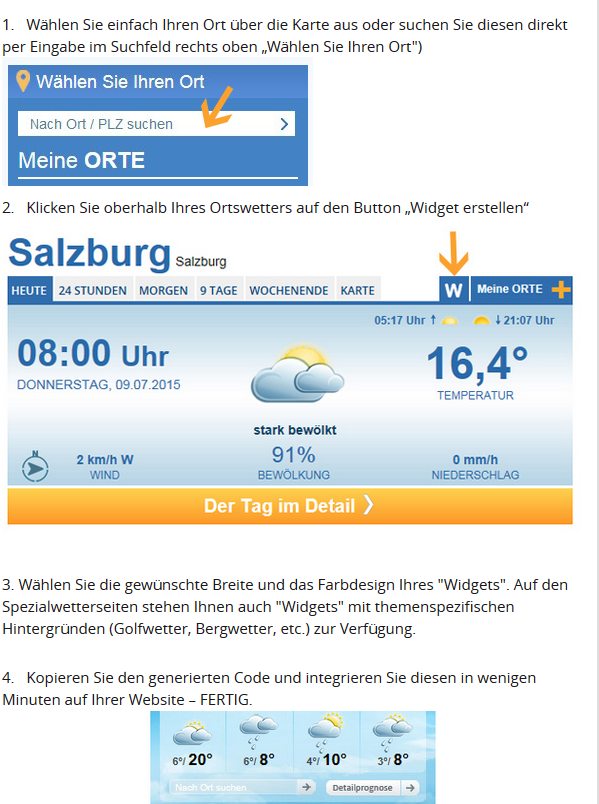 1. Wählen Sie einfach Ihren Ort über die Karte aus oder suchen Sie diesen direkt
per Eingabe im Suchfeld rechts oben „Wählen Sie Ihren Ort")
Wählen Sie Ihren Ort
Nach Ort / PLZ suchen
Meine ORTE
2. Klicken Sie oberhalb Ihres Ortswetters auf den Button „Widget erstellen“
Salzburg Salzburg
HEUTE 24 STUNDEN MORGEN 9 TAGE WOCHENENDE KARTE W Meine ORTE
05:17 Uhr ↑ ↓ 21:07 Uhr
08:00 Uhr 16,4°
DONNERSTAG, 09.07.2015 TEMPERATUR
stark bewölkt
N 2 km/h W 91% 0 mm/h
WIND BEWÖLKUNG NIEDERSCHLAG
Der Tag im Detail
3. Wählen Sie die gewünschte Breite und das Farbdesign Ihres "Widgets". Auf den
Spezialwetterseiten stehen Ihnen auch "Widgets" mit themenspezifischen
Hintergründen (Golfwetter, Bergwetter, etc.) zur Verfügung.
4. Kopieren Sie den generierten Code und integrieren Sie diesen in wenigen
Minuten auf Ihrer Website – FERTIG.
6°/ 20° 6°/ 8° 4°/ 10° 3°/ 8°
Nach Ort suchen Detailprognose